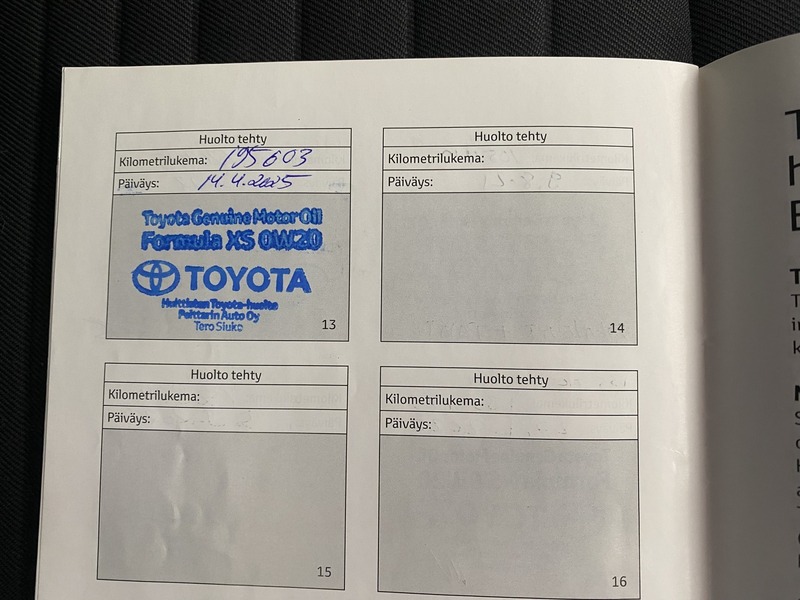 Huolto tehty
Kilometrilukema: 195603
Päiväys: 14.4.2025
Toyota Genuine Motor Oil
Formula XS 0W20
TOYOTA
Huittisten Toyota-huolto
Peltarin Auto Oy
Tero Siuko
13
Huolto tehty
Kilometrilukema:
Päiväys:
14
Huolto tehty
Kilometrilukema:
Päiväys:
15
Huolto tehty
Kilometrilukema:
Päiväys:
16